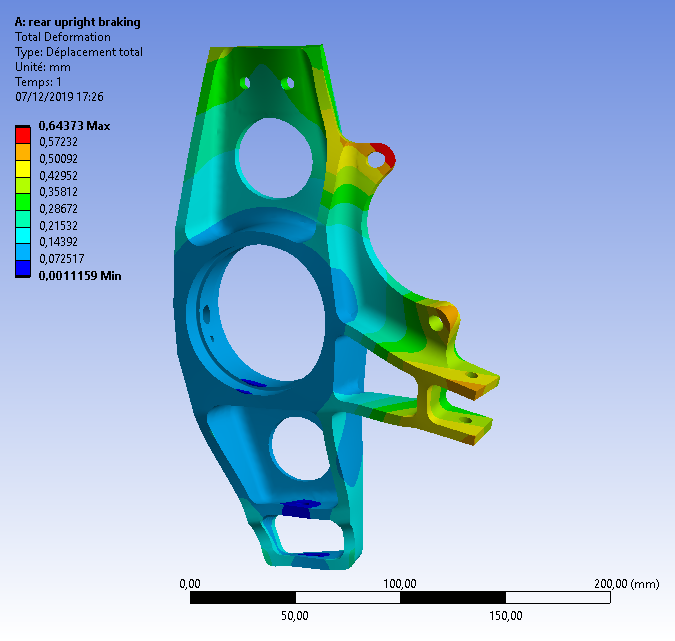 A: rear upright braking
Total Deformation
Type: Déplacement total
Unité: mm
Temps: 1
07/12/2019 17:26
0,64373 Max
0,57232
0,50092
0,42952
0,35812
0,28672
0,21532
0,14392
0,072517
0,0011159 Min
0,00 100,00 200,00 (mm)
50,00 150,00